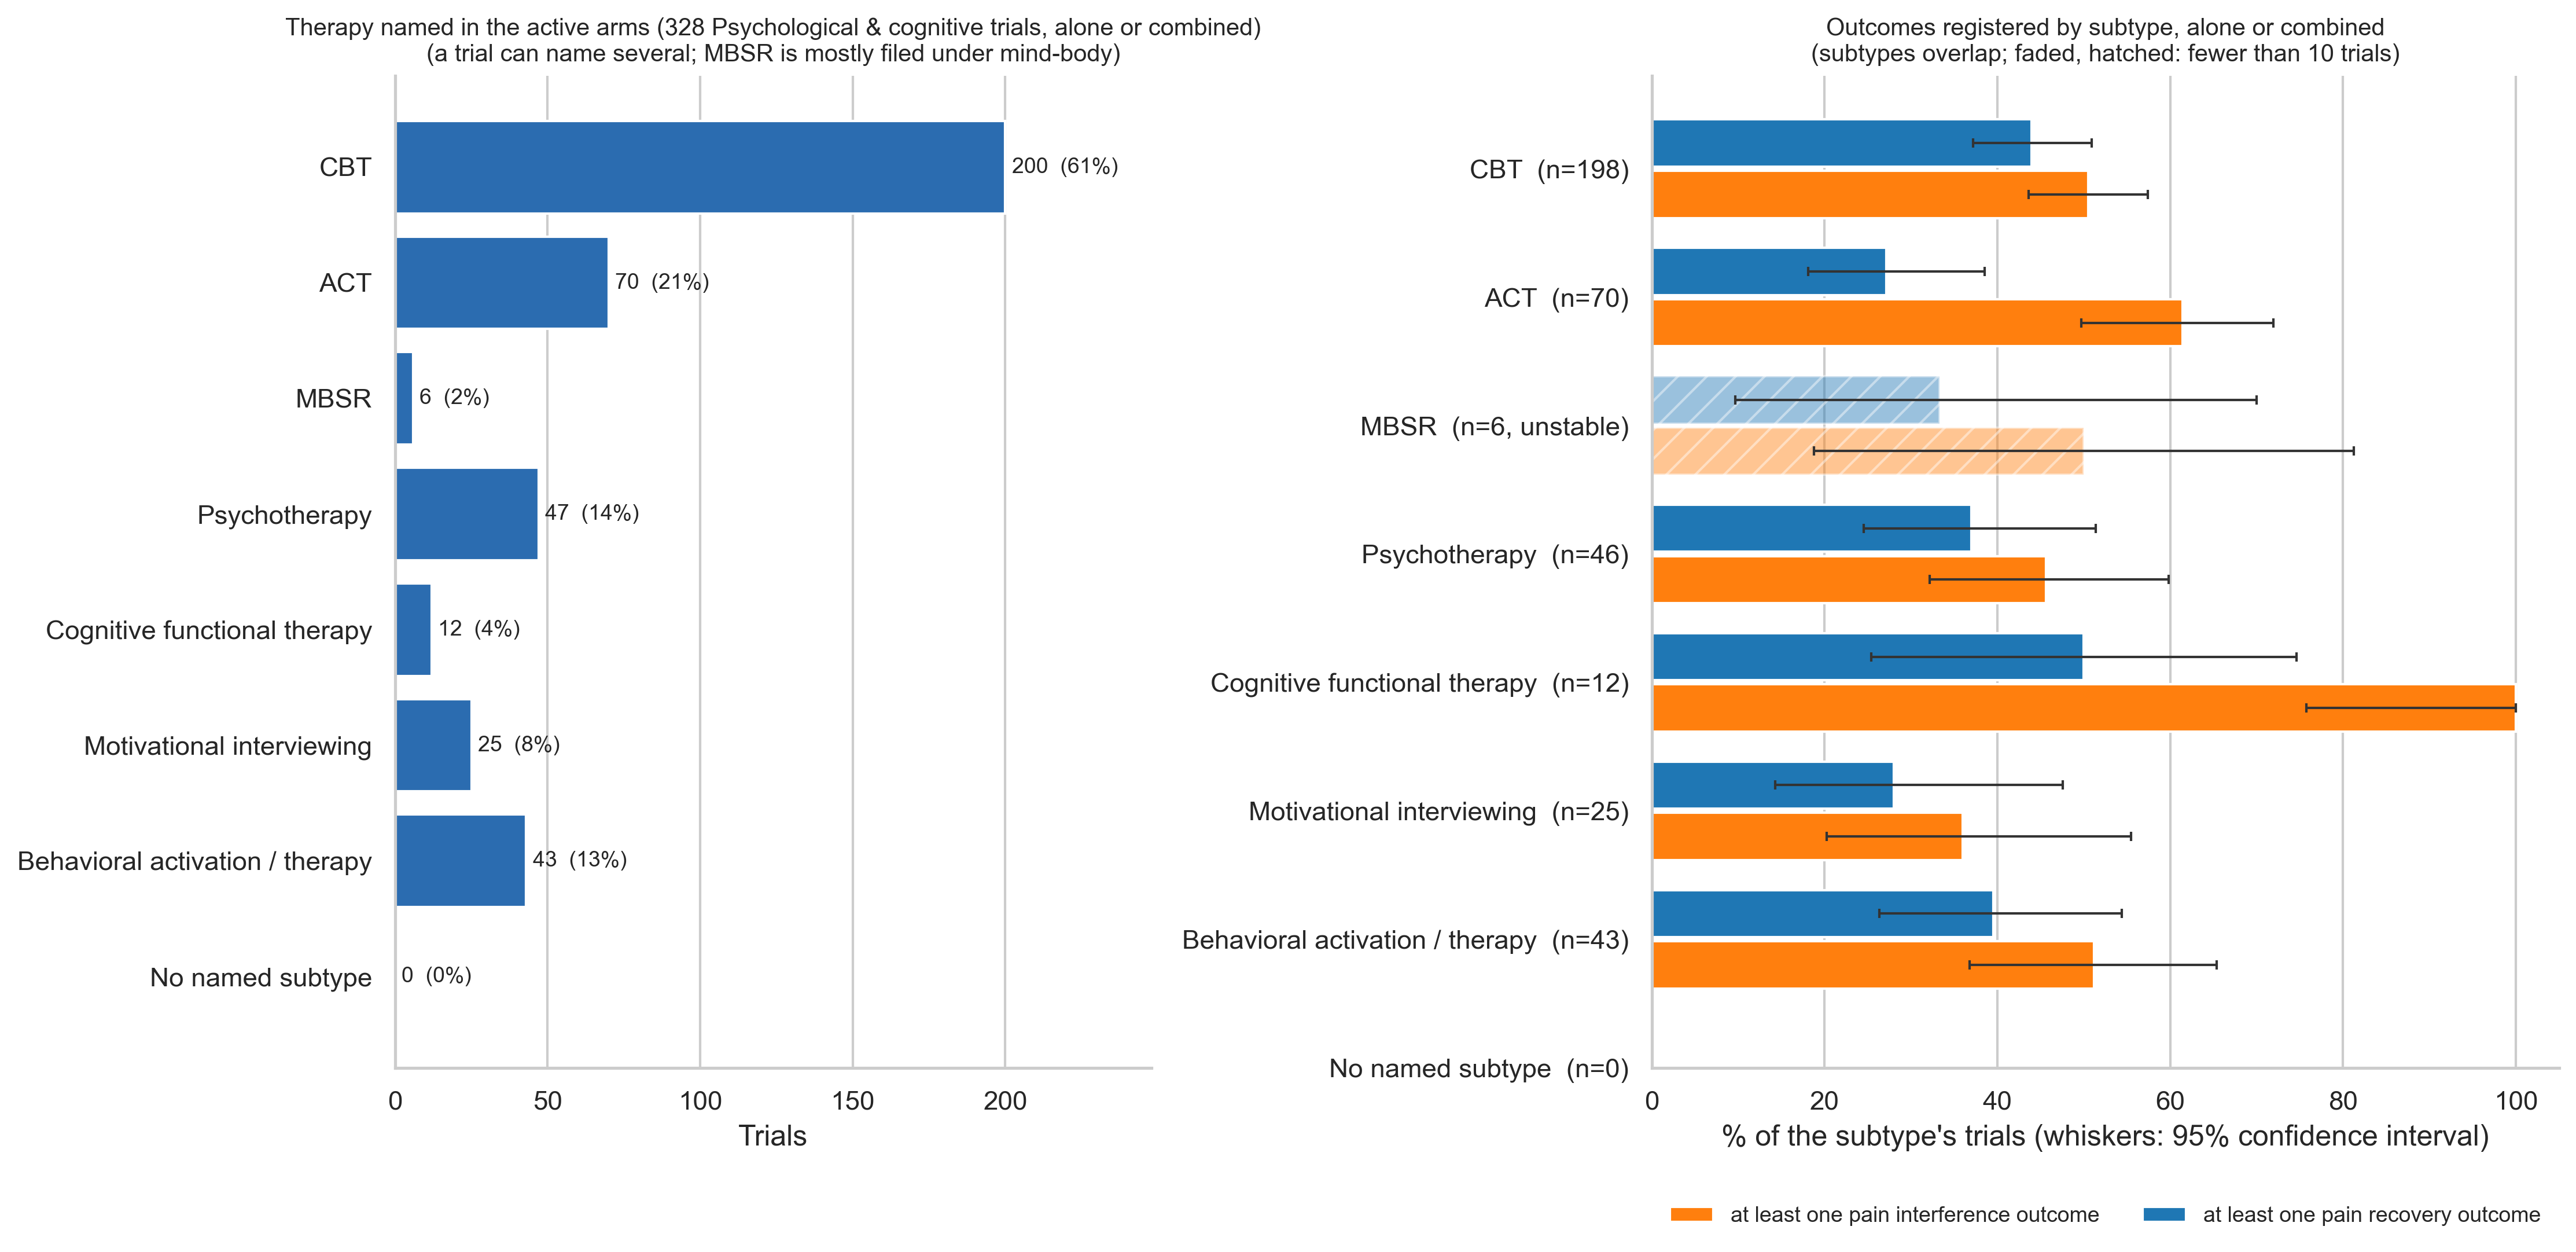 Therapy named in the active arms (328 Psychological & cognitive trials, alone or combined)
(a trial can name several; MBSR is mostly filed under mind-body)
CBT
200 (61%)
ACT
70 (21%)
MBSR
6 (2%)
Psychotherapy
47 (14%)
Cognitive functional therapy
12 (4%)
Motivational interviewing
25 (8%)
Behavioral activation / therapy
43 (13%)
No named subtype
0 (0%)
0 50 100 150 200
Trials
Outcomes registered by subtype, alone or combined
(subtypes overlap; faded, hatched: fewer than 10 trials)
CBT (n=198)
ACT (n=70)
MBSR (n=6, unstable)
Psychotherapy (n=46)
Cognitive functional therapy (n=12)
Motivational interviewing (n=25)
Behavioral activation / therapy (n=43)
No named subtype (n=0)
0 20 40 60 80 100
% of the subtype's trials (whiskers: 95% confidence interval)
at least one pain interference outcome
at least one pain recovery outcome